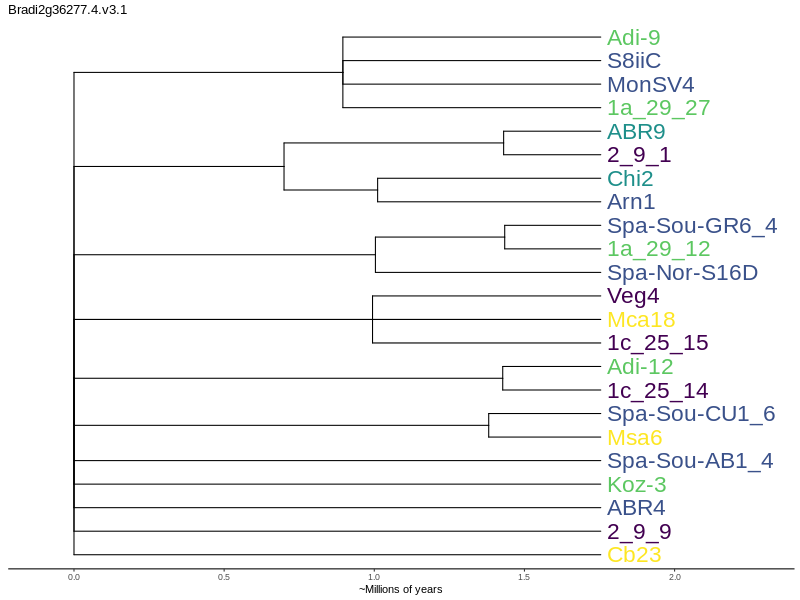 Bradi2g36277.4.v3.1
Adi-9
S8iiC
MonSV4
1a_29_27
ABR9
2_9_1
Chi2
Arn1
Spa-Sou-GR6_4
1a_29_12
Spa-Nor-S16D
Veg4
Mca18
1c_25_15
Adi-12
1c_25_14
Spa-Sou-CU1_6
Msa6
Spa-Sou-AB1_4
Koz-3
ABR4
2_9_9
Cb23
0.0 0.5 1.0 1.5 2.0
~Millions of years